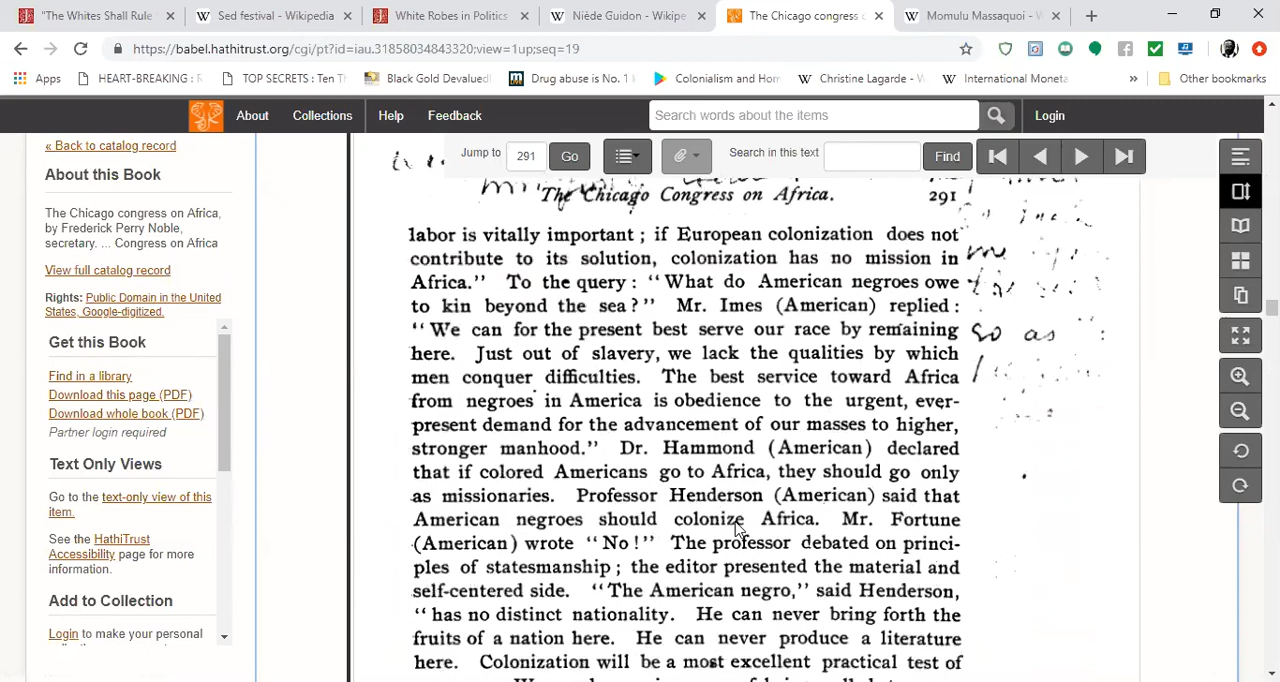 "The Whites Shall Rule
Sed festival - Wikipedia
White Robes in Politics
Niède Guidon - Wikipe
The Chicago congress
Momulu Massaquoi - W
https://babel.hathitrust.org/cgi/pt?id=iau.31858034843320;view=1up;seq=19
Apps
HEART-BREAKING : R
TOP SECRETS : Ten Th
Black Gold Devalued!
Drug abuse is No. 1 k
Colonialism and Hom
Christine Lagarde - W
International Moneta
»
Other bookmarks
About
Collections
Help
Feedback
Search words about the items
Login
Jump to
291
Go
Search in this text
Find
« Back to catalog record
About this Book
The Chicago congress on Africa,
by Frederick Perry Noble,
secretary. ... Congress on Africa
View full catalog record
Rights: Public Domain in the United
States, Google-digitized.
Get this Book
Find in a library
Download this page (PDF)
Download whole book (PDF)
Partner login required
Text Only Views
Go to the text-only view of this
item.
See the HathiTrust
Accessibility page for more
information.
Add to Collection
Login to make your personal
The Chicago Congress on Africa. 291
labor is vitally important ; if European colonization does not
contribute to its solution, colonization has no mission in
Africa." To the query : "What do American negroes owe
to kin beyond the sea?" Mr. Imes (American) replied :
"We can for the present best serve our race by remaining
here. Just out of slavery, we lack the qualities by which
men conquer difficulties. The best service toward Africa
from negroes in America is obedience to the urgent, ever-
present demand for the advancement of our masses to higher,
stronger manhood." Dr. Hammond (American) declared
that if colored Americans go to Africa, they should go only
as missionaries. Professor Henderson (American) said that
American negroes should colonize Africa. Mr. Fortune
(American) wrote "No!" The professor debated on princi-
ples of statesmanship ; the editor presented the material and
self-centered side. "The American negro," said Henderson,
"has no distinct nationality. He can never bring forth the
fruits of a nation here. He can never produce a literature
here. Colonization will be a most excellent practical test of
so as